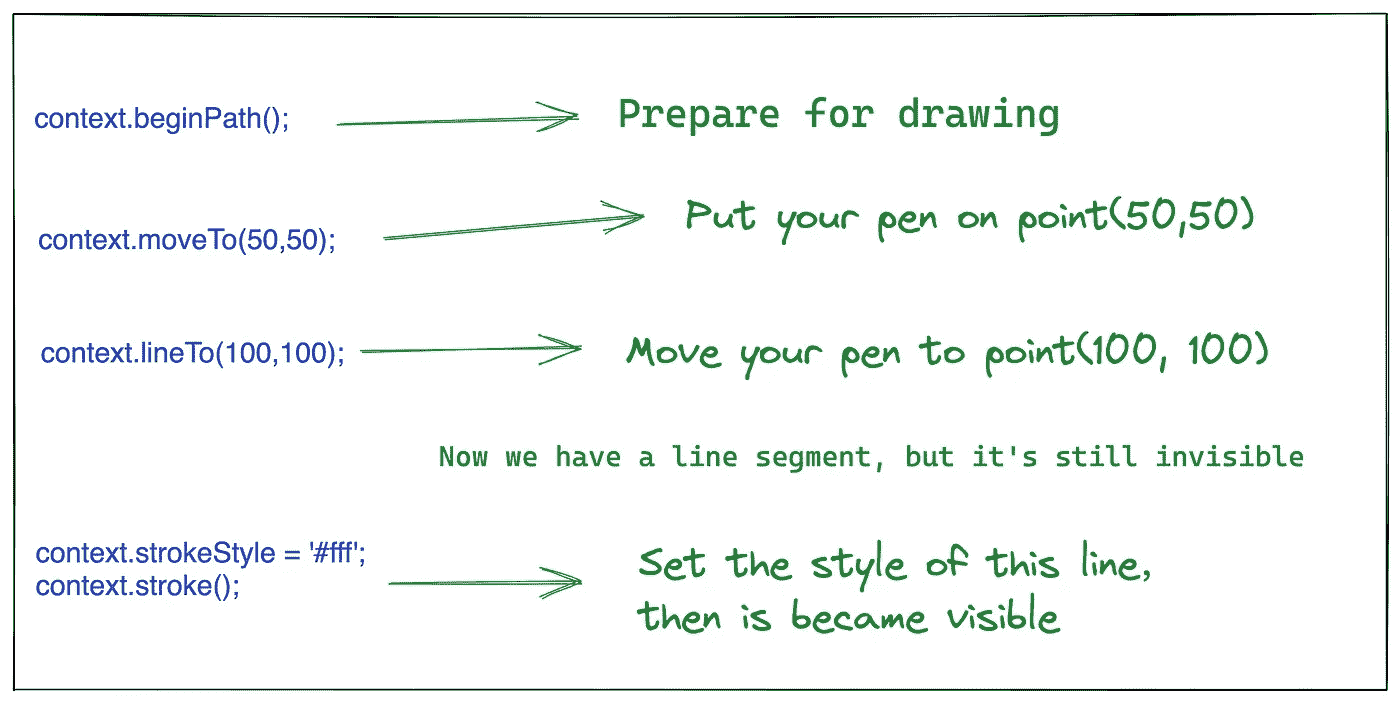 context.beginPath();
Prepare for drawing
context.moveTo(50,50);
Put your pen on point(50,50)
context.lineTo(100,100);
Move your pen to point(100, 100)
Now we have a line segment, but it's still invisible
context.strokeStyle = '#fff';
context.stroke();
Set the style of this line,
then is became visible